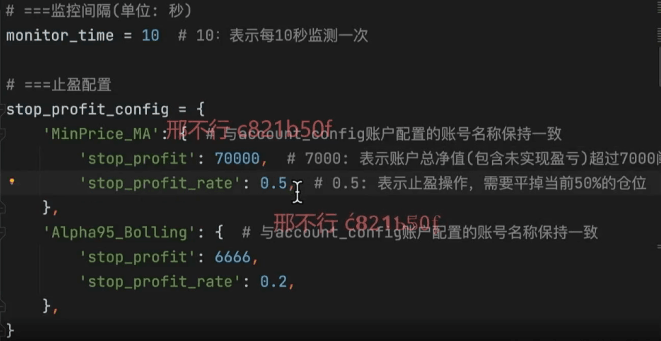 # ===监控间隔(单位: 秒)
monitor_time = 10  # 10: 表示每10秒监测一次
# ===止盈配置
stop_profit_config = {
'MinPrice_MA': {  # 与account_config账户配置的账号名称保持一致
邢不行 c821b50f
'stop_profit': 70000,  # 7000: 表示账户总净值(包含未实现盈亏)超过7000
'stop_profit_rate': 0.5,  # 0.5: 表示止盈操作, 需要平掉当前50%的仓位
},
邢不行 c821b50f
'Alpha95_Bolling': {  # 与account_config账户配置的账号名称保持一致
'stop_profit': 6666,
'stop_profit_rate': 0.2,
},
}